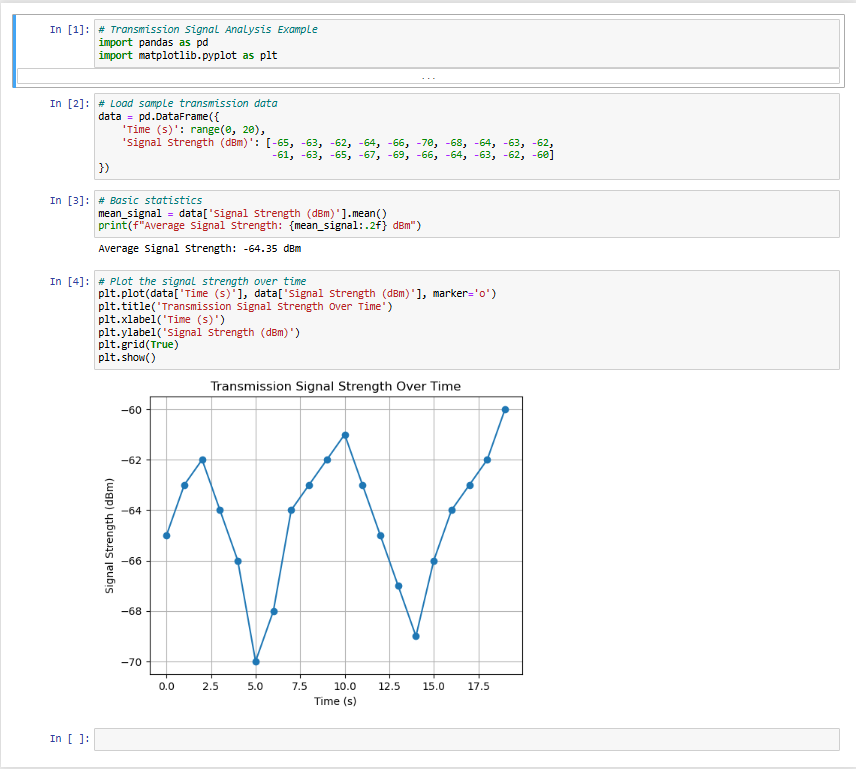 In [1]: # Transmission Signal Analysis Example
import pandas as pd
import matplotlib.pyplot as plt
...
In [2]: # Load sample transmission data
data = pd.DataFrame({
'Time (s)': range(0, 20),
'Signal Strength (dBm)': [-65, -63, -62, -64, -66, -70, -68, -64, -63, -62,
-61, -63, -65, -67, -69, -66, -64, -63, -62, -60]
})
In [3]: # Basic statistics
mean_signal = data['Signal Strength (dBm)'].mean()
print(f"Average Signal Strength: {mean_signal:.2f} dBm")
Average Signal Strength: -64.35 dBm
In [4]: # Plot the signal strength over time
plt.plot(data['Time (s)'], data['Signal Strength (dBm)'], marker='o')
plt.title('Transmission Signal Strength Over Time')
plt.xlabel('Time (s)')
plt.ylabel('Signal Strength (dBm)')
plt.grid(True)
plt.show()
Transmission Signal Strength Over Time
−60
−62
−64
−66
−68
−70
Signal Strength (dBm)
0.0 2.5 5.0 7.5 10.0 12.5 15.0 17.5
Time (s)
In [ ]: